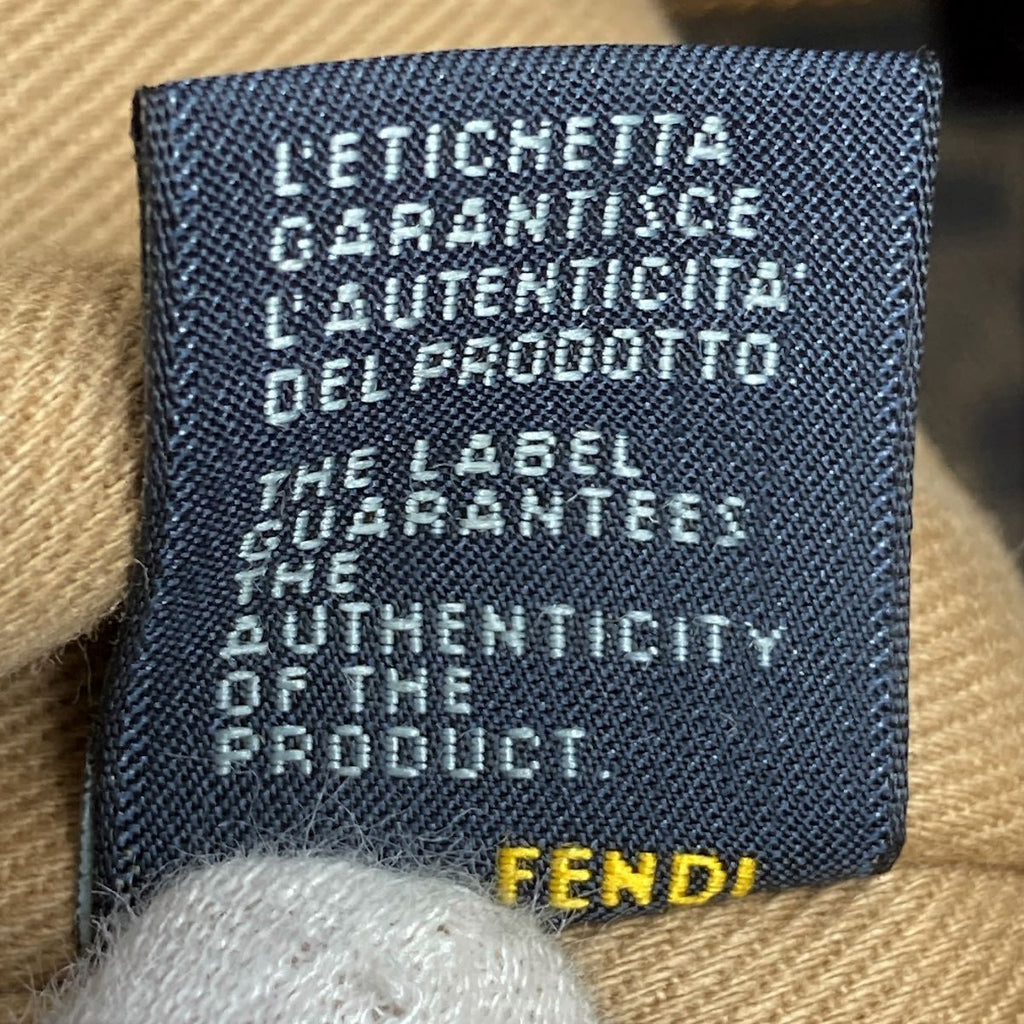 L'ETICHETTA
GARANTISCE
L'AUTENTICITA'
DEL PRODOTTO
THE LABEL
GUARANTEES
THE
AUTHENTICITY
OF THE
PRODUCT.
FENDI